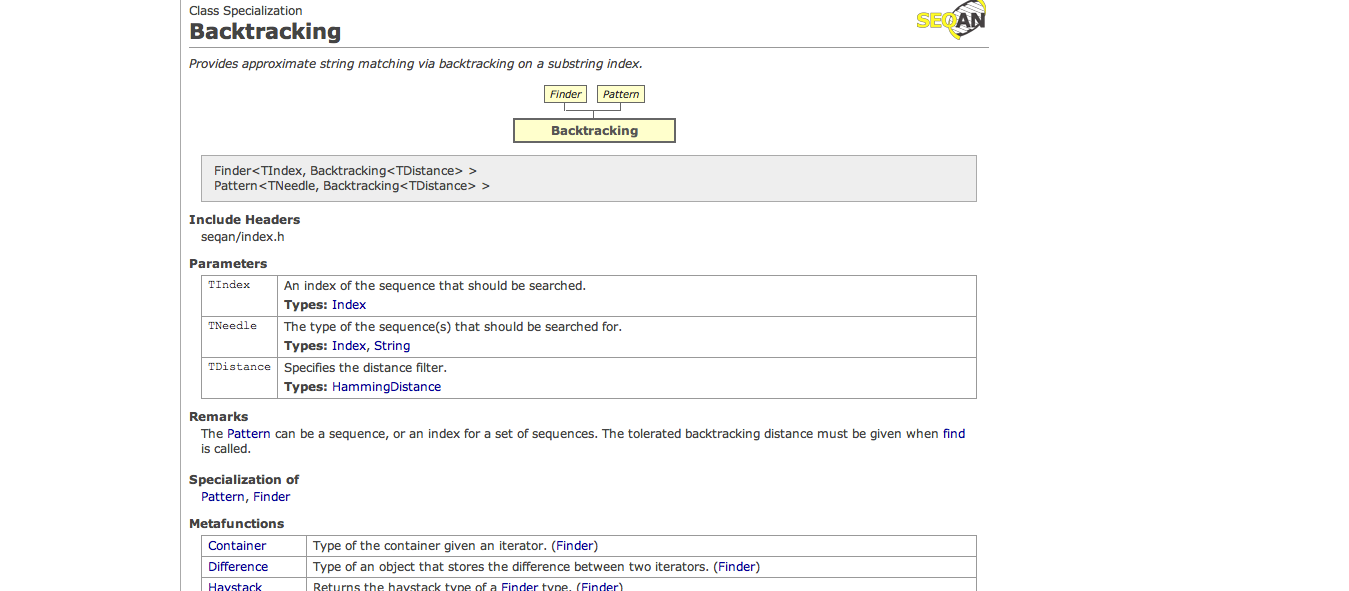 Class Specialization
Backtracking
SEQAN
Provides approximate string matching via backtracking on a substring index.
Finder Pattern
Backtracking
Finder<TIndex, Backtracking<TDistance> >
Pattern<TNeedle, Backtracking<TDistance> >
Include Headers
seqan/index.h
Parameters
TIndex An index of the sequence that should be searched.
Types: Index
TNeedle The type of the sequence(s) that should be searched for.
Types: Index, String
TDistance Specifies the distance filter.
Types: HammingDistance
Remarks
The Pattern can be a sequence, or an index for a set of sequences. The tolerated backtracking distance must be given when find
is called.
Specialization of
Pattern, Finder
Metafunctions
Container Type of the container given an iterator. (Finder)
Difference Type of an object that stores the difference between two iterators. (Finder)
Haystack Returns the haystack type of a Finder type. (Finder)